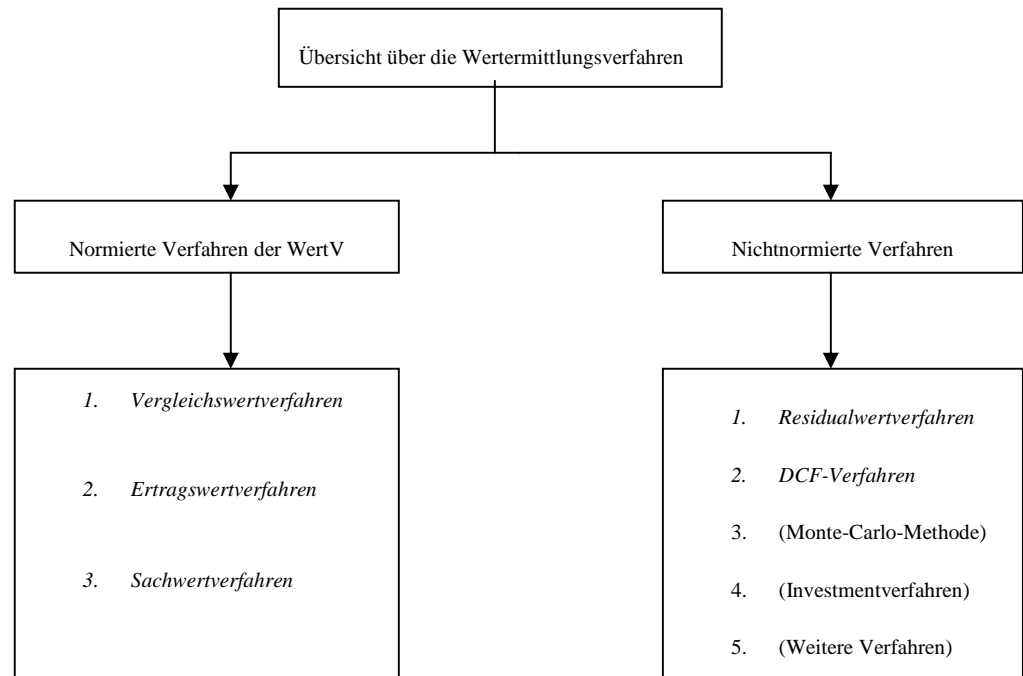 Übersicht über die Wertermittlungsverfahren
Normierte Verfahren der WertV
Nichtnormierte Verfahren
1. Vergleichswertverfahren
2. Ertragswertverfahren
3. Sachwertverfahren
1. Residualwertverfahren
2. DCF-Verfahren
3. (Monte-Carlo-Methode)
4. (Investmentverfahren)
5. (Weitere Verfahren)